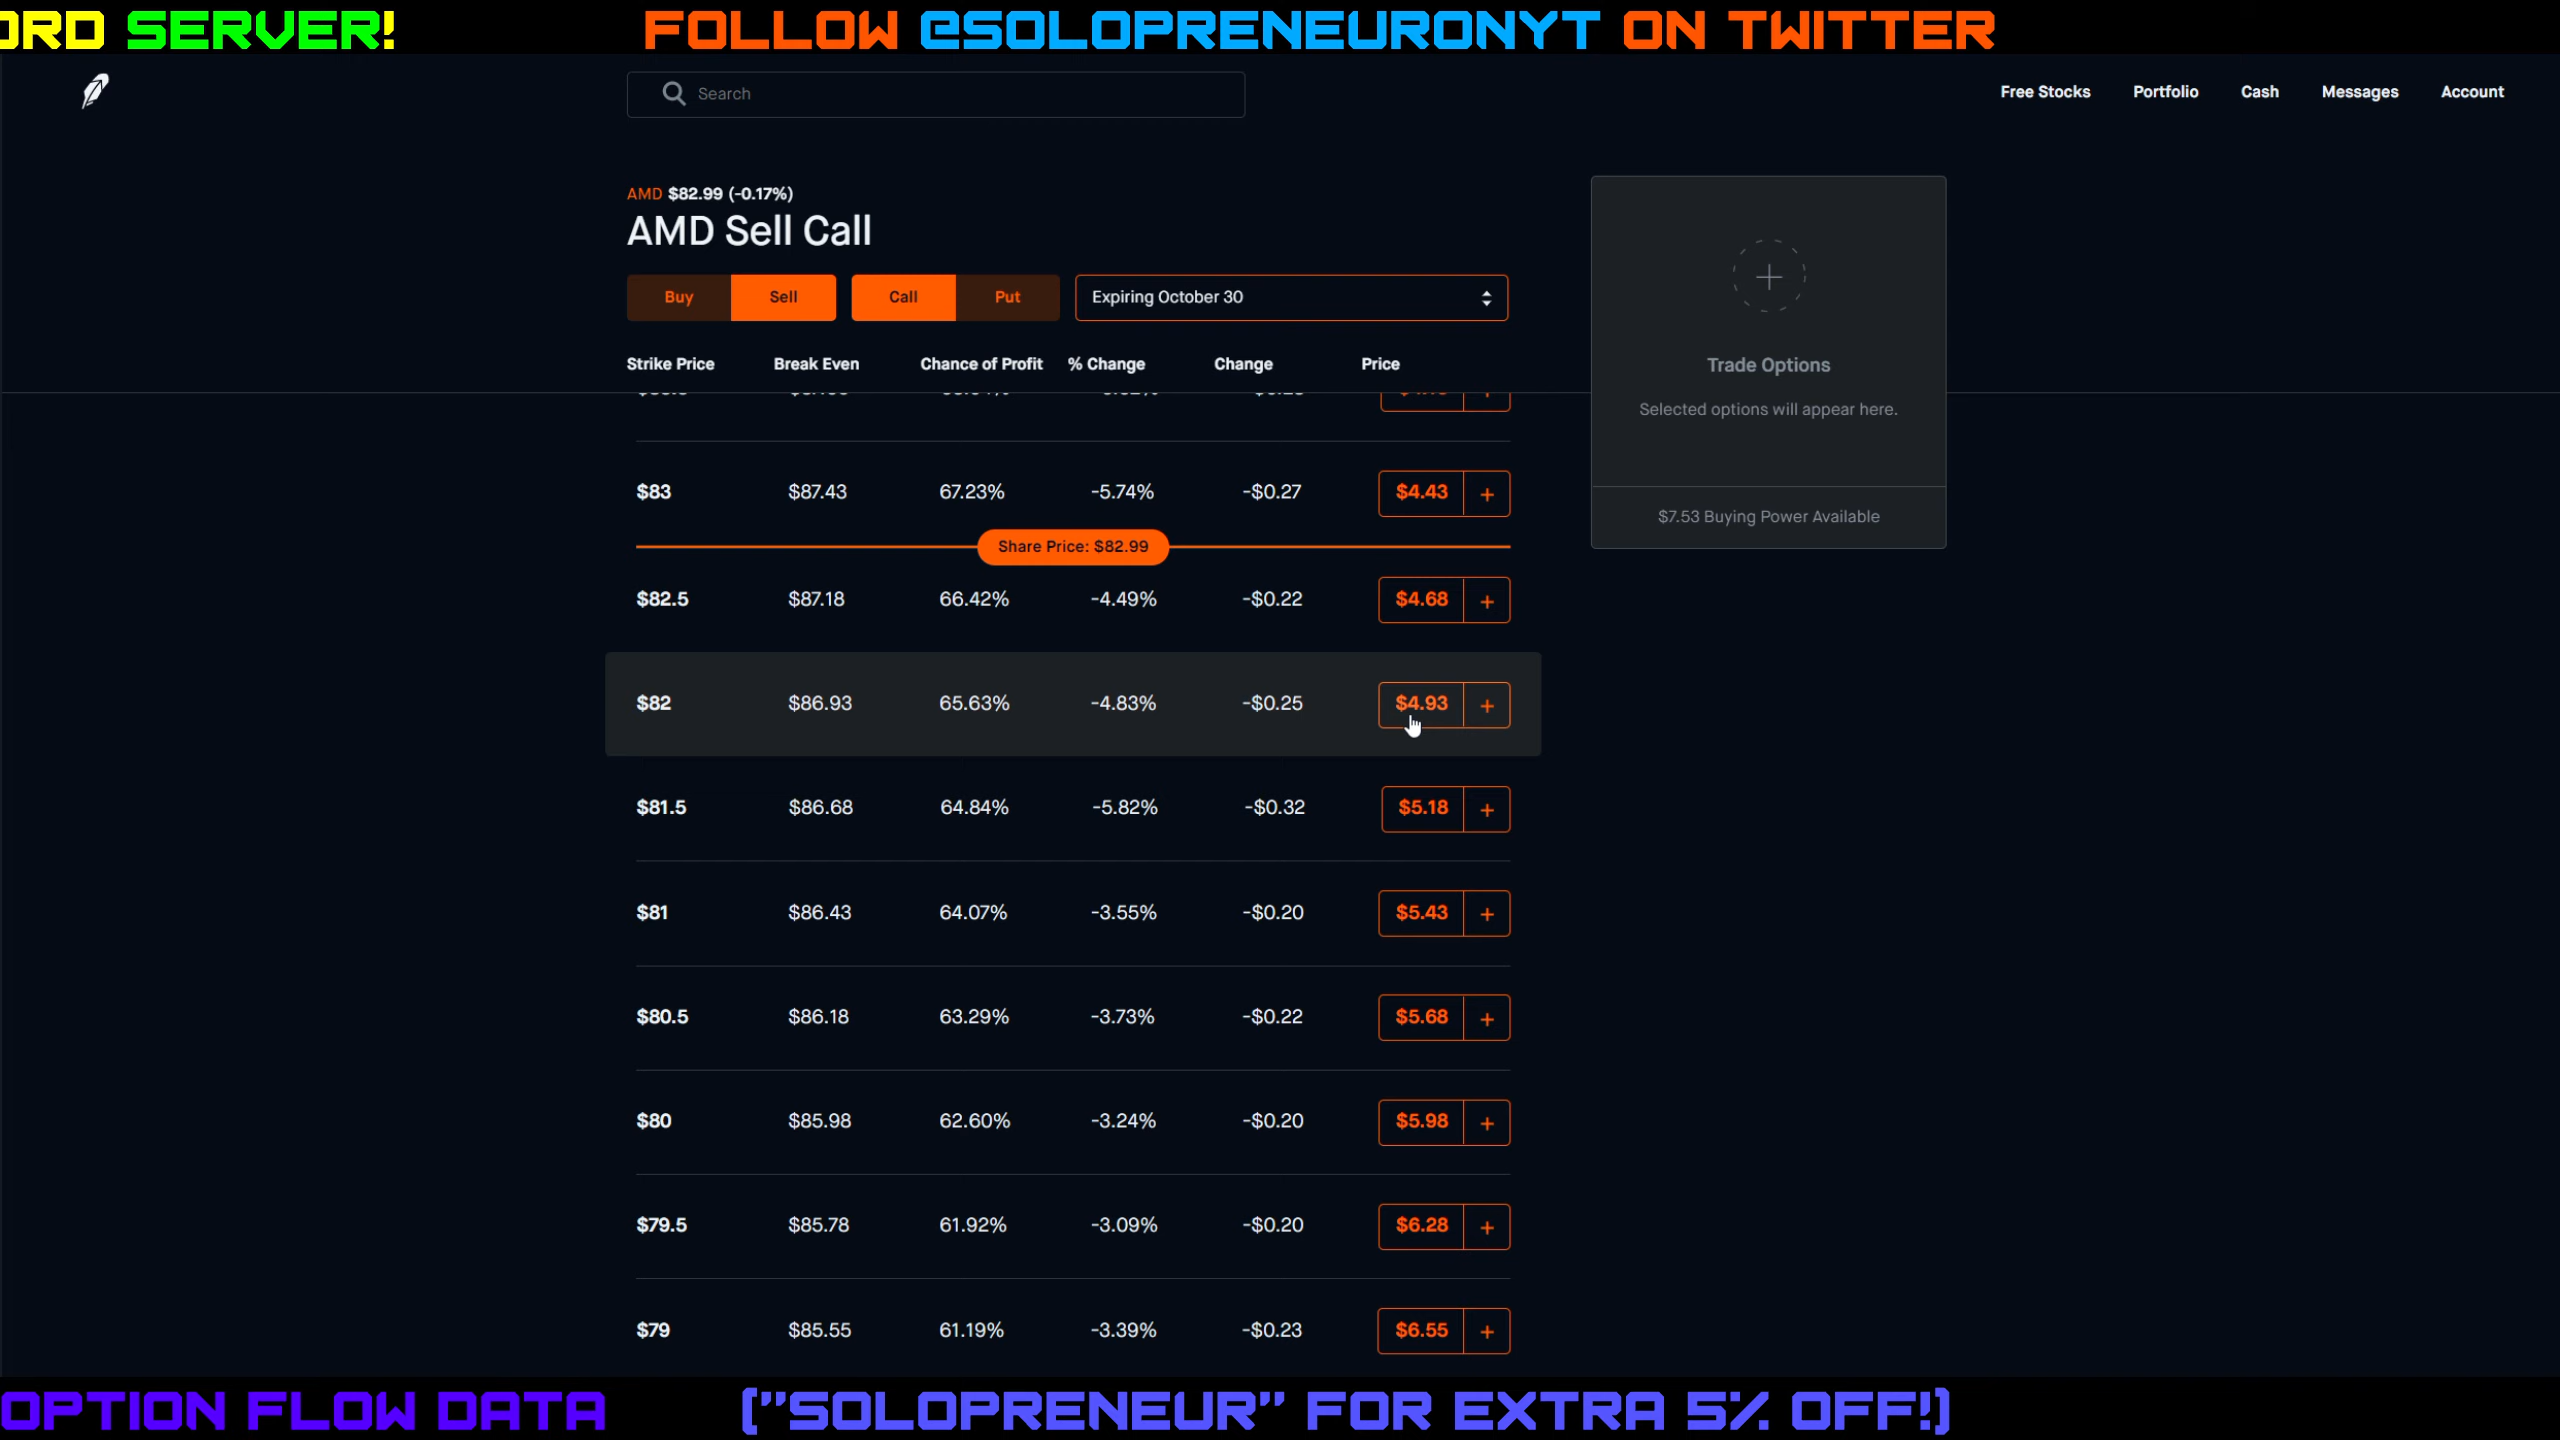 ORD SERVER! FOLLOW @SOLOPRENEURONYT ON TWITTER
Search
Free Stocks Portfolio Cash Messages Account
AMD $82.99 (-0.17%)
AMD Sell Call
Buy Sell Call Put Expiring October 30
Strike Price Break Even Chance of Profit % Change Change Price
$83 $87.43 67.23% -5.74% -$0.27 $4.43 +
Share Price: $82.99
$82.5 $87.18 66.42% -4.49% -$0.22 $4.68 +
$82 $86.93 65.63% -4.83% -$0.25 $4.93 +
$81.5 $86.68 64.84% -5.82% -$0.32 $5.18 +
$81 $86.43 64.07% -3.55% -$0.20 $5.43 +
$80.5 $86.18 63.29% -3.73% -$0.22 $5.68 +
$80 $85.98 62.60% -3.24% -$0.20 $5.98 +
$79.5 $85.78 61.92% -3.09% -$0.20 $6.28 +
$79 $85.55 61.19% -3.39% -$0.23 $6.55 +
Trade Options
Selected options will appear here.
$7.53 Buying Power Available
OPTION FLOW DATA ("SOLOPRENEUR" FOR EXTRA 5% OFF!)